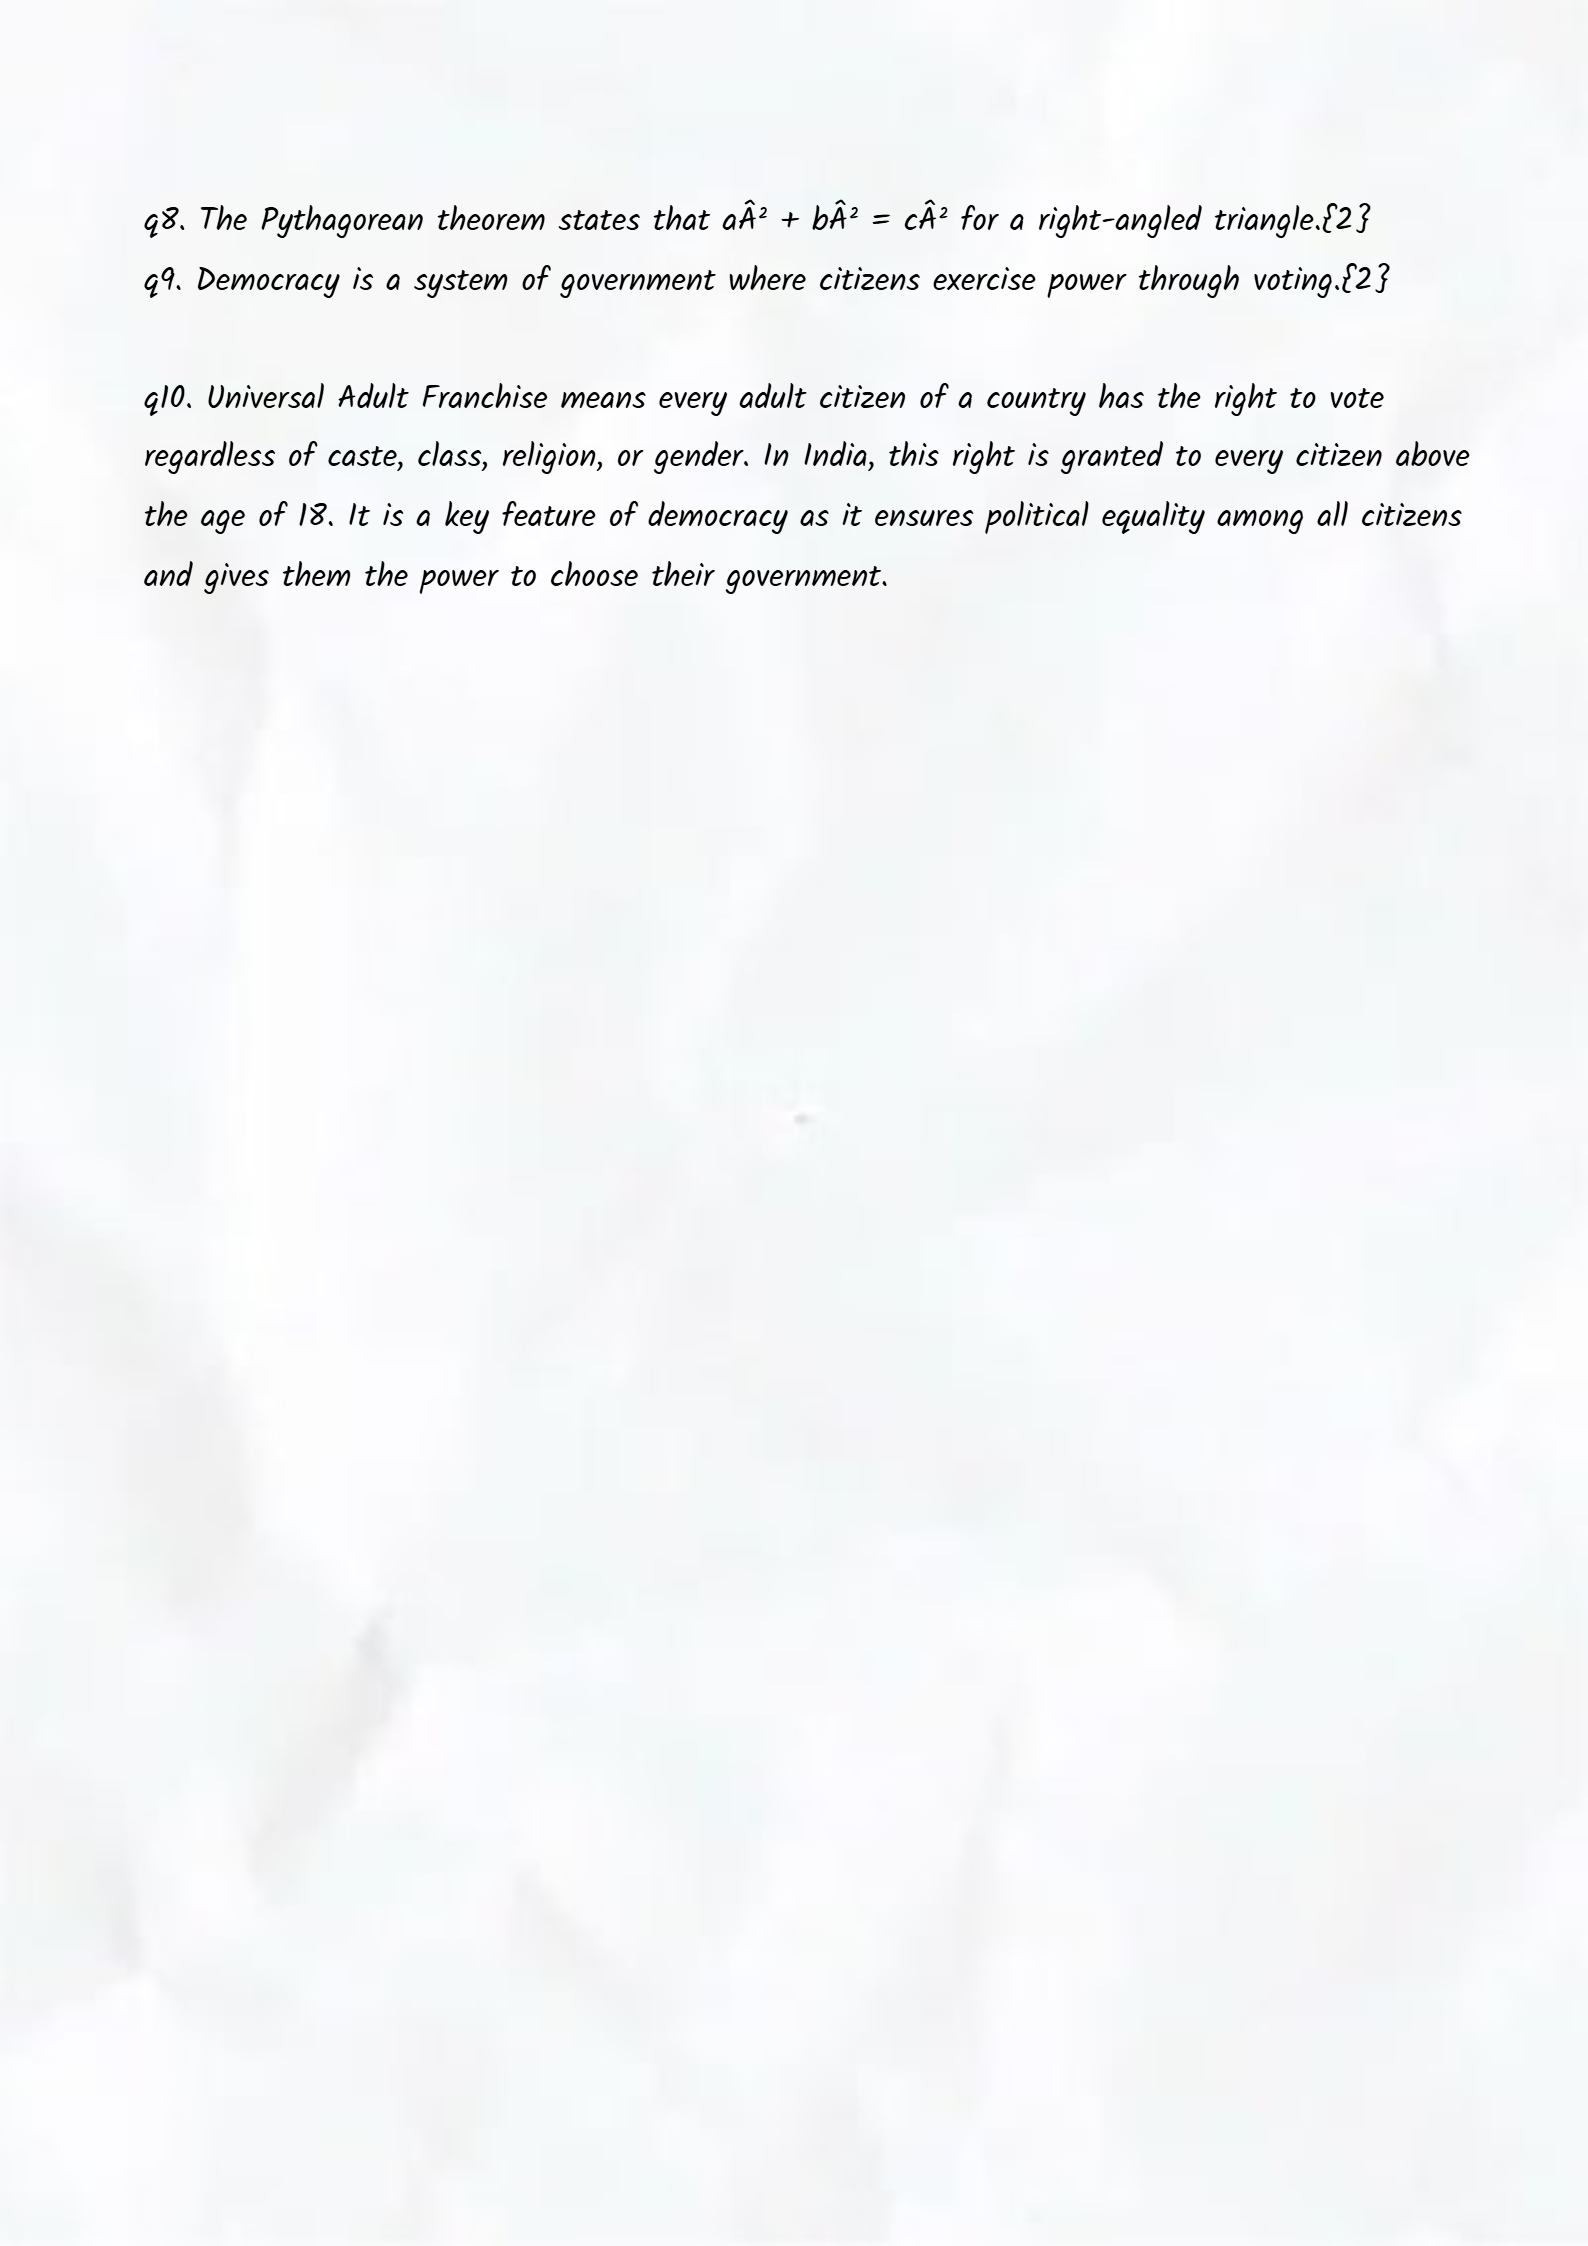 q8. The Pythagorean theorem states that aÂ² + bÂ² = cÂ² for a right-angled triangle.{2}
q9. Democracy is a system of government where citizens exercise power through voting.{2}
q10. Universal Adult Franchise means every adult citizen of a country has the right to vote
regardless of caste, class, religion, or gender. In India, this right is granted to every citizen above
the age of 18. It is a key feature of democracy as it ensures political equality among all citizens
and gives them the power to choose their government.